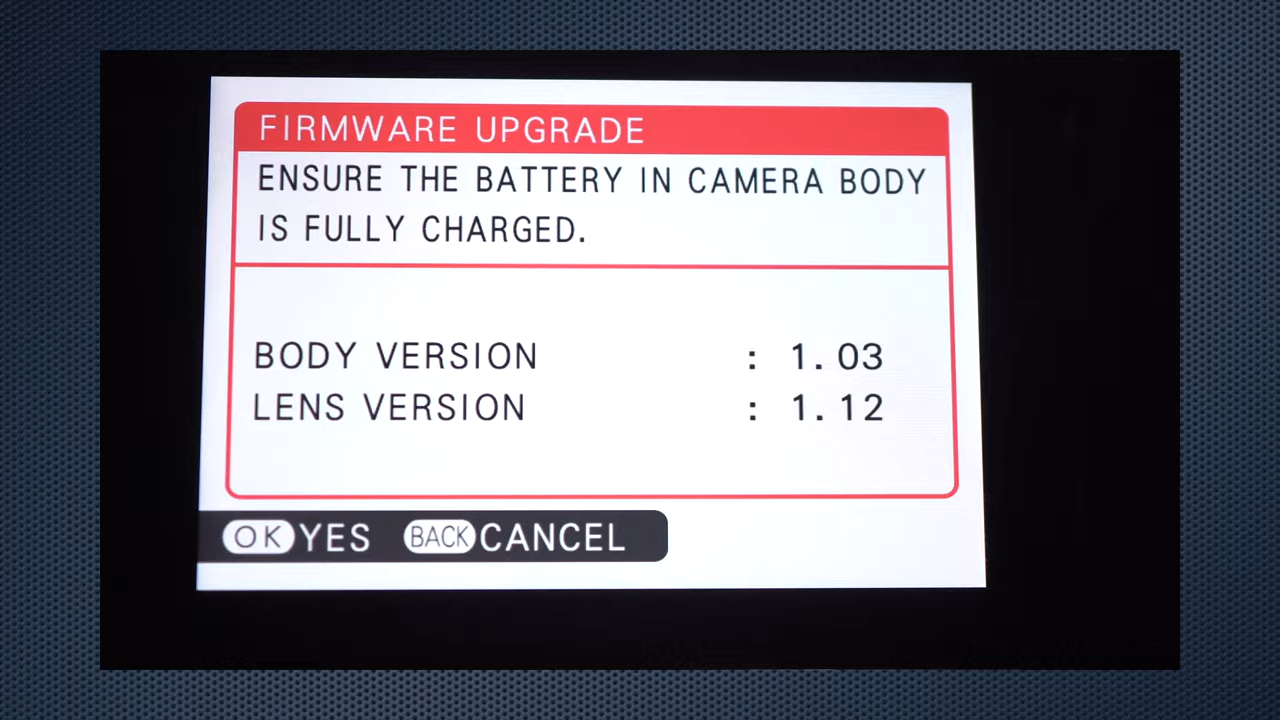 FIRMWARE UPGRADE
ENSURE THE BATTERY IN CAMERA BODY
IS FULLY CHARGED.
BODY VERSION : 1.03
LENS VERSION : 1.12
OK YES BACK CANCEL